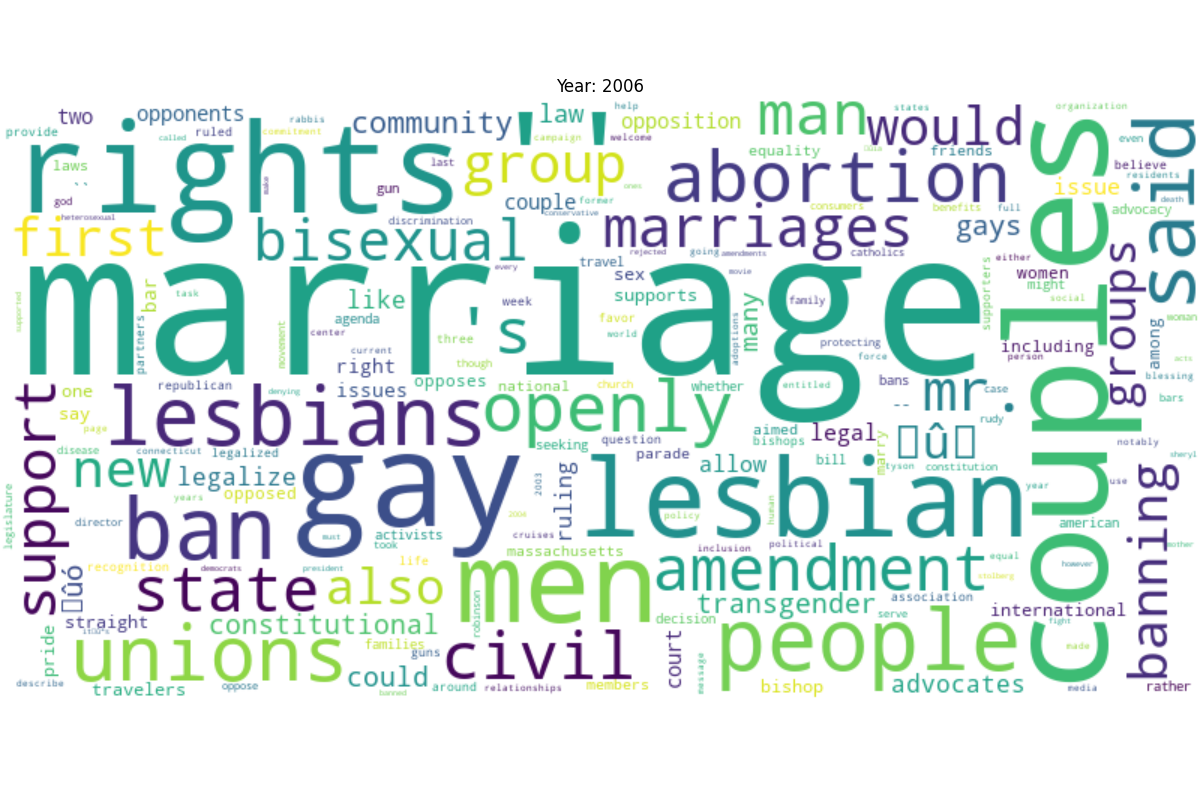 Year: 2006
help
states
organization
two
opponents
law
man
provide
rabbis
called
ruled
commitment
community
campaign
welcome
opposition
would
even
said
rights
' '
group
abortion
equality
friends
believe
residents
laws
last
gun
god
make
ones
issue
death
couple
former
consumers
benefits
full
advocacy
heterosexual
discrimination
conservative
marriages
gays
first
bisexual
travel
rejected
going
amendments
catholics
either
couples
groups
every
movie
women
sex
supporters
might
social
among
woman
supported
marriage
's
bar
task
like
week
supports
many
family
partners
agenda
movement
center
three
favor
world
adoptions
protecting
force
including
person
acts
current
though
right
issues
opposes
national
church
whether
entitled
bans
--
mr.
case
blessing
bars
support
one
republican
denying
say
page
lesbians
openly
aimed
bishops
legal
rudy
notably
disease
connecticut
legalized
seeking
question
parade
bill
marry
ûû
new
legalize
gay
lesbian
allow
tyson
constitution
sheryl
legislature
years
opposed
2003
ruling
policy
human
year
use
banning
director
ban
must
activists
took
2004
cruises
american
massachusetts
inclusion
political
equal
however
mother
recognition
democrats
president
life
men
amendment
stolberg
ûó
state
also
robinson
transgender
association
serve
international
straight
constitutional
decision
fight
pride
unions
families
guns
civil
court
people
made
message
describe
travelers
oppose
could
banned
around
relationships
members
bishop
advocates
media
rather